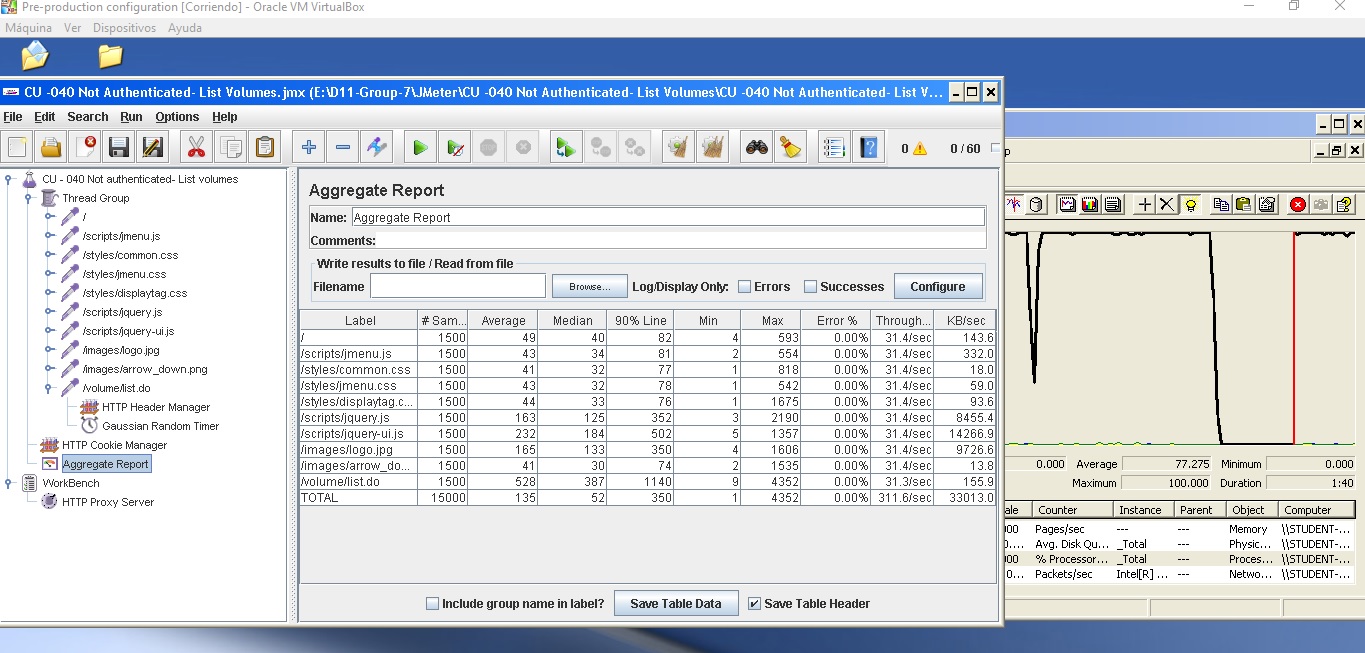 Pre-production configuration [Corriendo] - Oracle VM VirtualBox
Máquina Ver Dispositivos Ayuda
CU -040 Not Authenticated- List Volumes.jmx (E:\D11-Group-7\JMeter\CU -040 Not Authenticated- List Volumes\CU -040 Not Authenticated- List V...
File Edit Search Run Options Help
0 0 / 60
CU - 040 Not authenticated- List volumes
Thread Group
/
/scripts/jmenu.js
/styles/common.css
/styles/jmenu.css
/styles/displaytag.css
/scripts/jquery.js
/scripts/jquery-ui.js
/images/logo.jpg
/images/arrow_down.png
/volume/list.do
HTTP Header Manager
Gaussian Random Timer
HTTP Cookie Manager
Aggregate Report
WorkBench
HTTP Proxy Server
Aggregate Report
Name: Aggregate Report
Comments:
Write results to file / Read from file
Filename Browse... Log/Display Only: Errors Successes Configure
Label # Sam... Average Median 90% Line Min Max Error % Through... KB/sec
/ 1500 49 40 82 4 593 0.00% 31.4/sec 143.6
/scripts/jmenu.js 1500 43 34 81 2 554 0.00% 31.4/sec 332.0
/styles/common.css 1500 41 32 77 1 818 0.00% 31.4/sec 18.0
/styles/jmenu.css 1500 43 32 78 1 542 0.00% 31.4/sec 59.0
/styles/displaytag.c... 1500 44 33 76 1 1675 0.00% 31.4/sec 93.6
/scripts/jquery.js 1500 163 125 352 3 2190 0.00% 31.4/sec 8455.4
/scripts/jquery-ui.js 1500 232 184 502 5 1357 0.00% 31.4/sec 14266.9
/images/logo.jpg 1500 165 133 350 4 1606 0.00% 31.4/sec 9726.6
/images/arrow_do... 1500 41 30 74 2 1535 0.00% 31.4/sec 13.8
/volume/list.do 1500 528 387 1140 9 4352 0.00% 31.3/sec 155.9
TOTAL 15000 135 52 350 1 4352 0.00% 311.6/sec 33013.0
Include group name in label? Save Table Data Save Table Header
0.000 Average 77.275 Minimum 0.000
Maximum 100.000 Duration 1:40
ale Counter Instance Parent Object Computer
000 Pages/sec --- --- Memory \\STUDENT-...
0.... Avg. Disk Qu... _Total --- Physic... \\STUDENT-...
000 % Processor... _Total --- Proces... \\STUDENT-...
0... Packets/sec Intel[R] ... --- Netwo... \\STUDENT-...